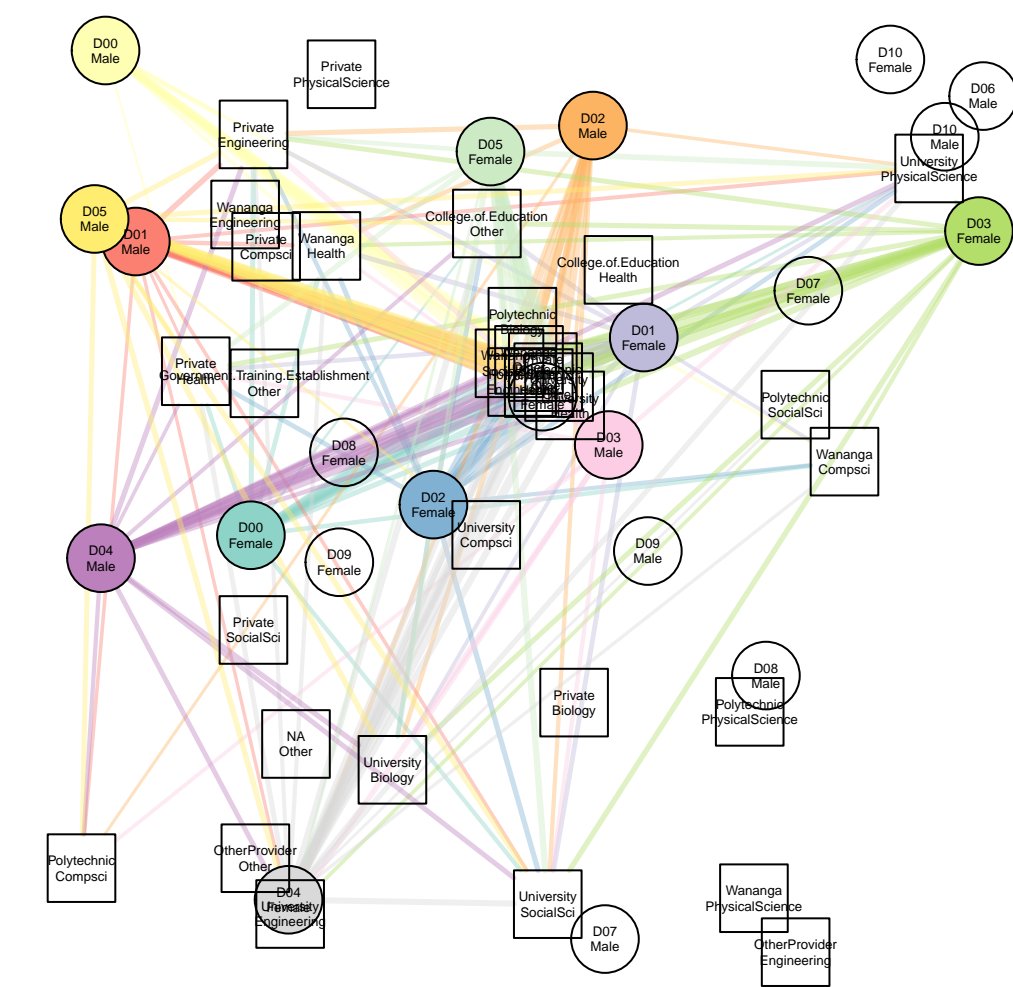 D00
Male
Private
PhysicalScience
D10
Female
D06
Male
D10
Male
D02
Male
Private
Engineering
D05
Female
University
PhysicalScience
D05
Male
D01
Male
Wananga
Engineering
Private
Compsci
Wananga
Health
College.of.Education
Other
College.of.Education
Health
D03
Female
D07
Female
Polytechnic
Biology
D01
Female
Private
Health
Government.Training.Establishment
Other
Female
Health
Polytechnic
SocialSci
D03
Male
D08
Female
Wananga
Compsci
D02
Female
D00
Female
University
Compsci
D09
Female
D09
Male
D04
Male
Private
SocialSci
D08
Male
Polytechnic
PhysicalScience
Private
Biology
NA
Other
University
Biology
Polytechnic
Compsci
OtherProvider
Other
D04
Female
University
Engineering
University
SocialSci
D07
Male
Wananga
PhysicalScience
OtherProvider
Engineering